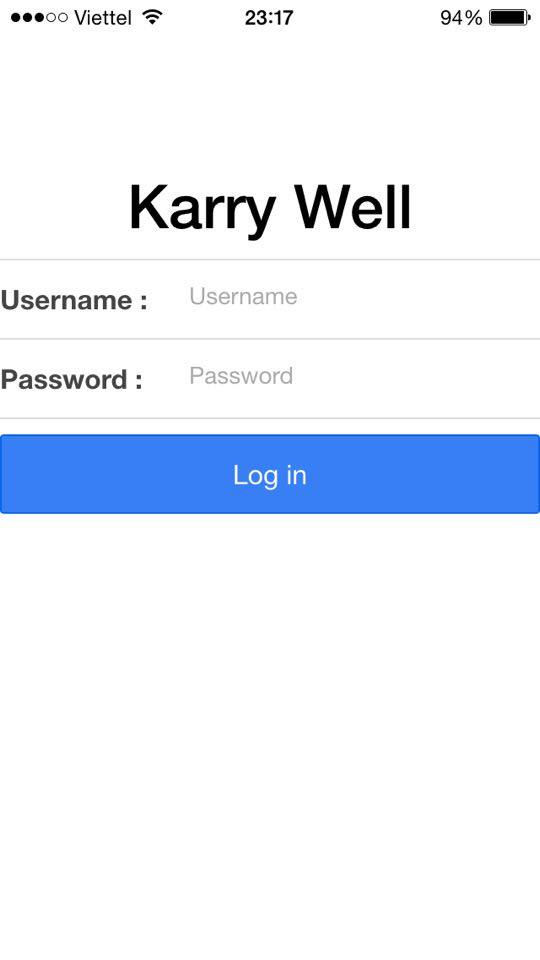 Viettel 23:17 94%
Karry Well
Username : Username
Password : Password
Log in